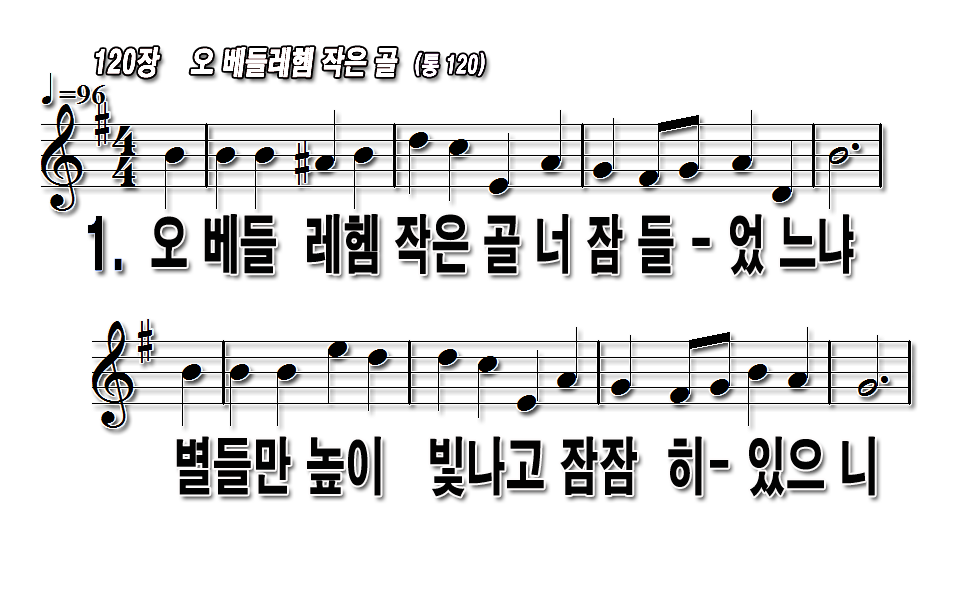 120장 오 베들레헴 작은 골 (통 120)
♩=96
4/4
1. 오 베들 레헴 작은 골 너 잠 들 - 었 느냐
별들만 높이 빛나고 잠잠 히- 있으 니